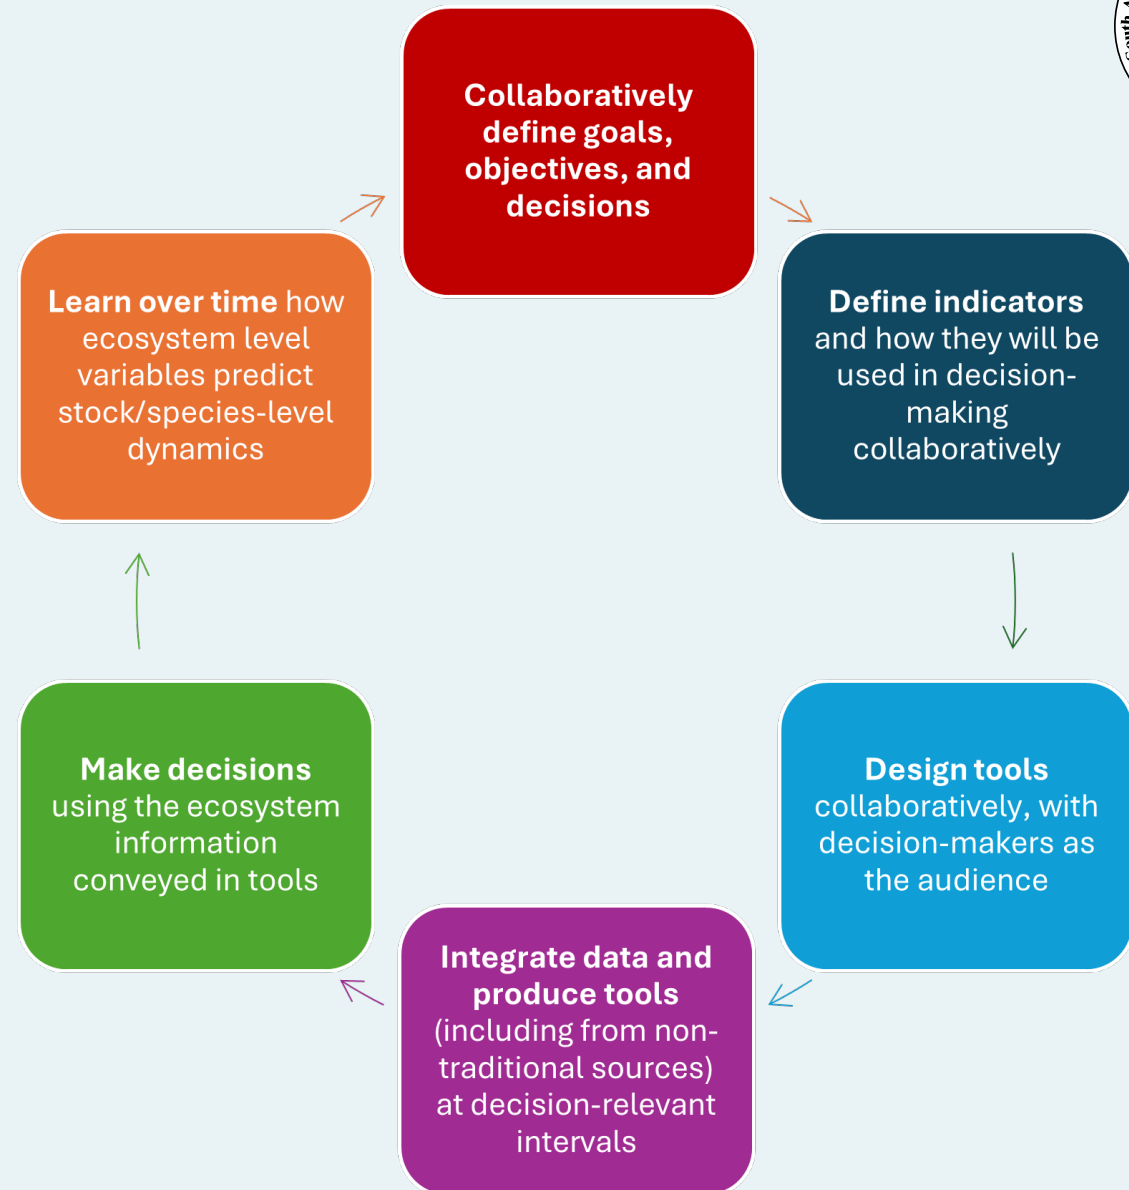 Collaboratively
define goals,
objectives, and
decisions
Define indicators
and how they will be
used in decision-
making
collaboratively
Design tools
collaboratively, with
decision-makers as
the audience
Integrate data and
produce tools
(including from non-
traditional sources)
at decision-relevant
intervals
Make decisions
using the ecosystem
information
conveyed in tools
Learn over time how
ecosystem level
variables predict
stock/species-level
dynamics
South